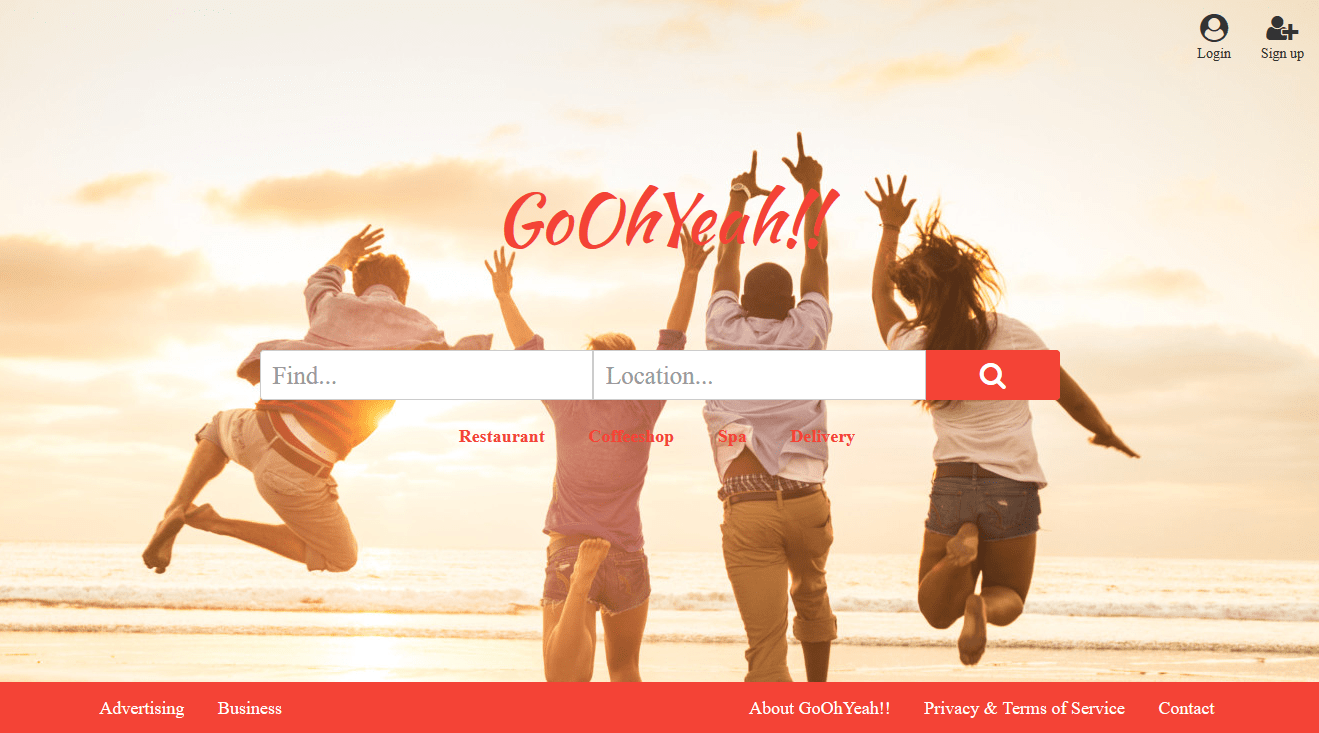 Login
Sign up
GoOhYeah!!
Find...
Location...
Restaurant
Coffeeshop
Spa
Delivery
Advertising
Business
About GoOhYeah!!
Privacy & Terms of Service
Contact